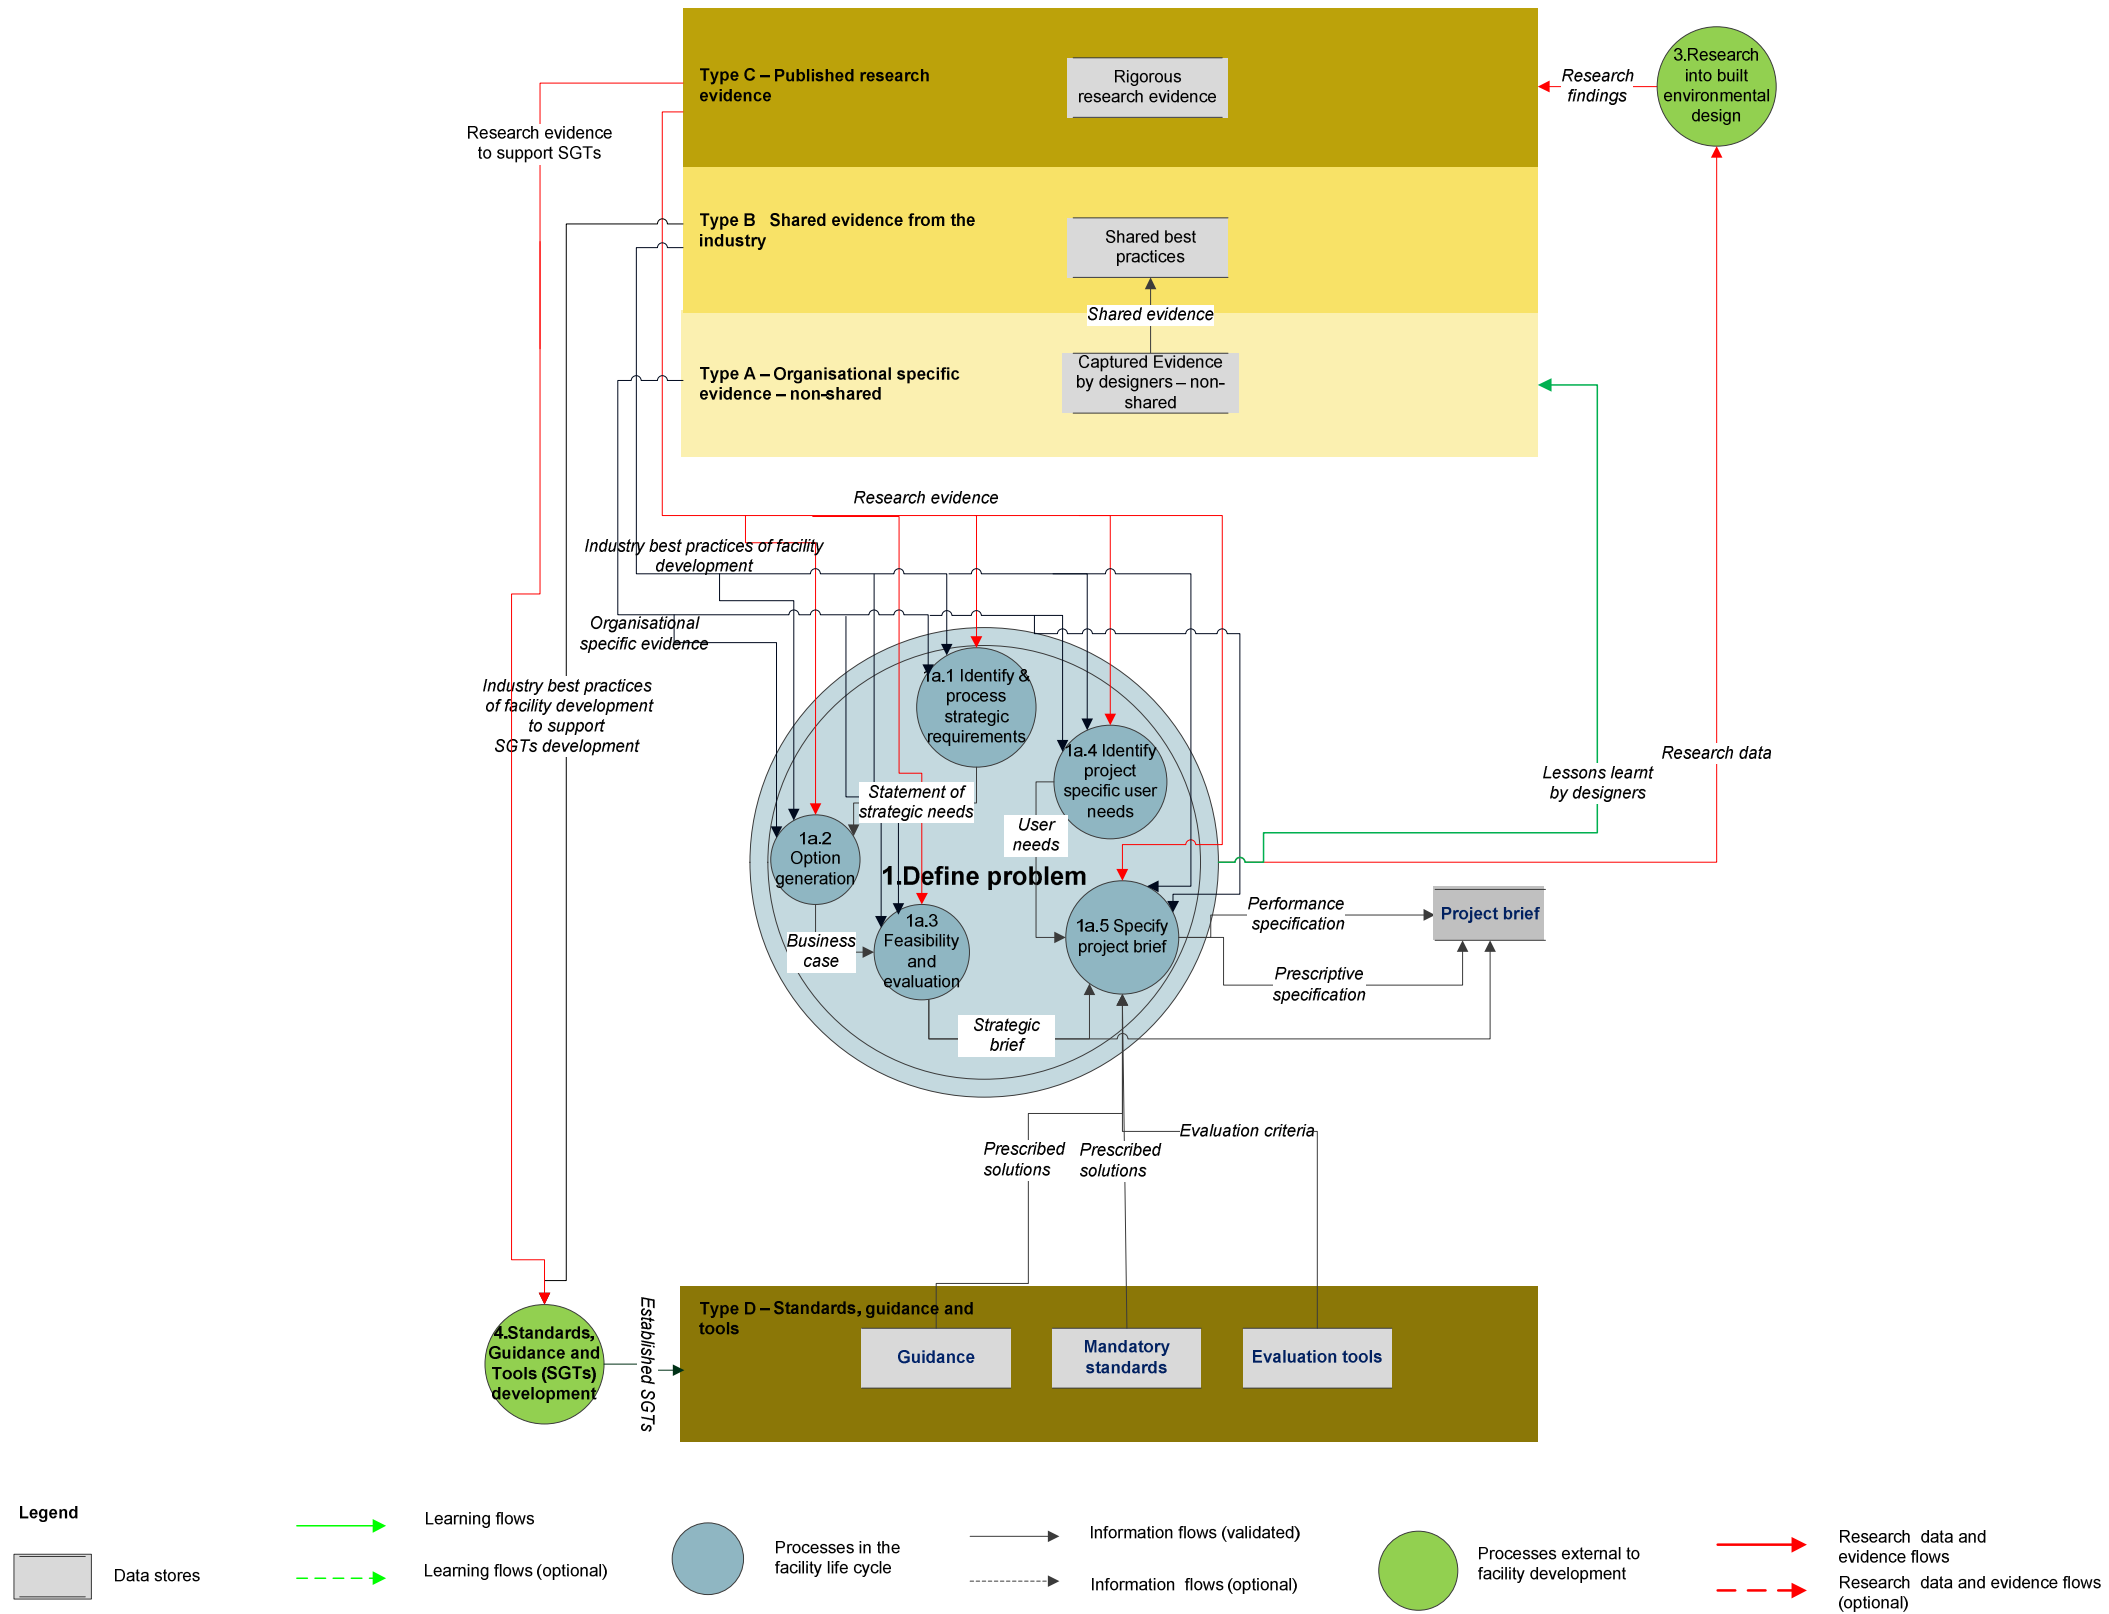 Type C – Published research
evidence
Rigorous
research evidence
Research
findings
3.Research
into built
environmental
design
Research evidence
to support SGTs
Type B   Shared evidence from the
industry
Shared best
practices
Shared evidence
Type A – Organisational specific
evidence – non-shared
Captured Evidence
by designers – non-
shared
Research evidence
Industry best practices of facility
development
Organisational
specific evidence
Industry best practices
of facility development
to support
SGTs development
1a.1 Identify &
process
strategic
requirements
1a.4 Identify
project
specific user
needs
Statement of
strategic needs
User
needs
1a.2
Option
generation
1.Define problem
Business
case
1a.3
Feasibility
and
evaluation
1a.5 Specify
project brief
Strategic
brief
Lessons learnt
by designers
Research data
Performance
specification
Project brief
Prescriptive
specification
Prescribed
solutions
Prescribed
solutions
Evaluation criteria
4.Standards,
Guidance and
Tools (SGTs)
development
Established SGTs
Type D – Standards, guidance and
tools
Guidance
Mandatory
standards
Evaluation tools
Legend
Data stores
Learning flows
Learning flows (optional)
Processes in the
facility life cycle
Information flows (validated)
Information  flows (optional)
Processes external to
facility development
Research  data and
evidence flows
Research  data and evidence flows
(optional)